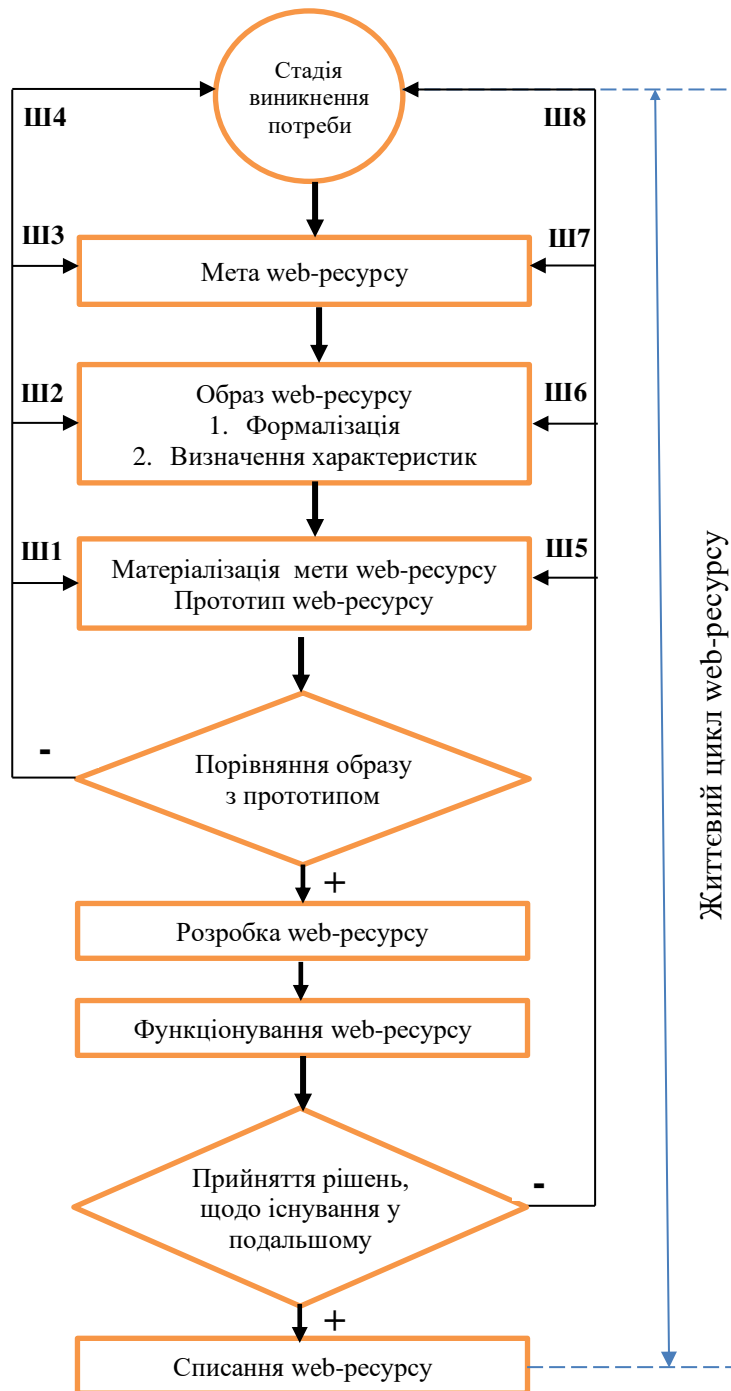 Стадія
виникнення
потреби
Ш4
Ш8
Ш3
Ш7
Мета web-ресурсу
Ш2
Ш6
Образ web-ресурсу
1. Формалізація
2. Визначення характеристик
Ш1
Ш5
Матеріалізація мети web-ресурсу
Прототип web-ресурсу
-
Порівняння образу
з прототипом
+
Розробка web-ресурсу
Функціонування web-ресурсу
Прийняття рішень,
щодо існування у
подальшому
-
+
Списання web-ресурсу
Життєвий цикл web-ресурсу